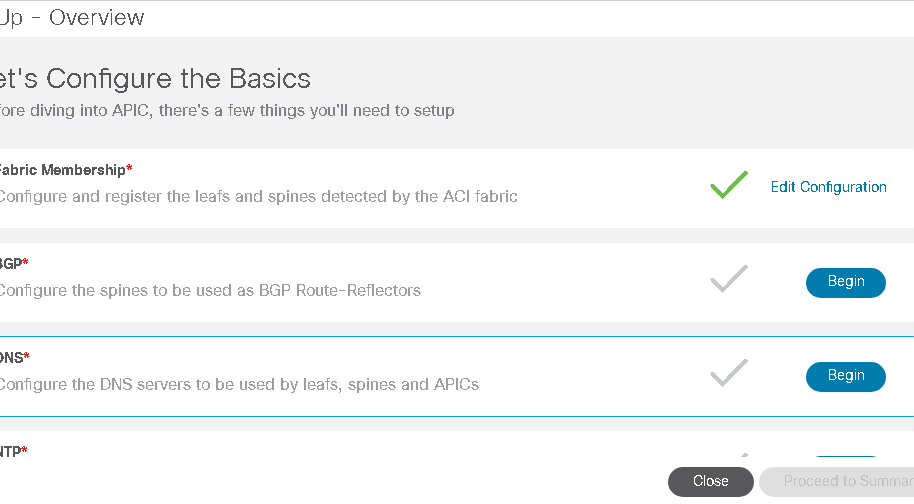 Up - Overview
et's Configure the Basics
fore diving into APIC, there's a few things you'll need to setup
Fabric Membership*
Configure and register the leafs and spines detected by the ACI fabric
Edit Configuration
BGP*
Configure the spines to be used as BGP Route-Reflectors
Begin
DNS*
Configure the DNS servers to be used by leafs, spines and APICs
Begin
NTP*
Close
Proceed to Summar